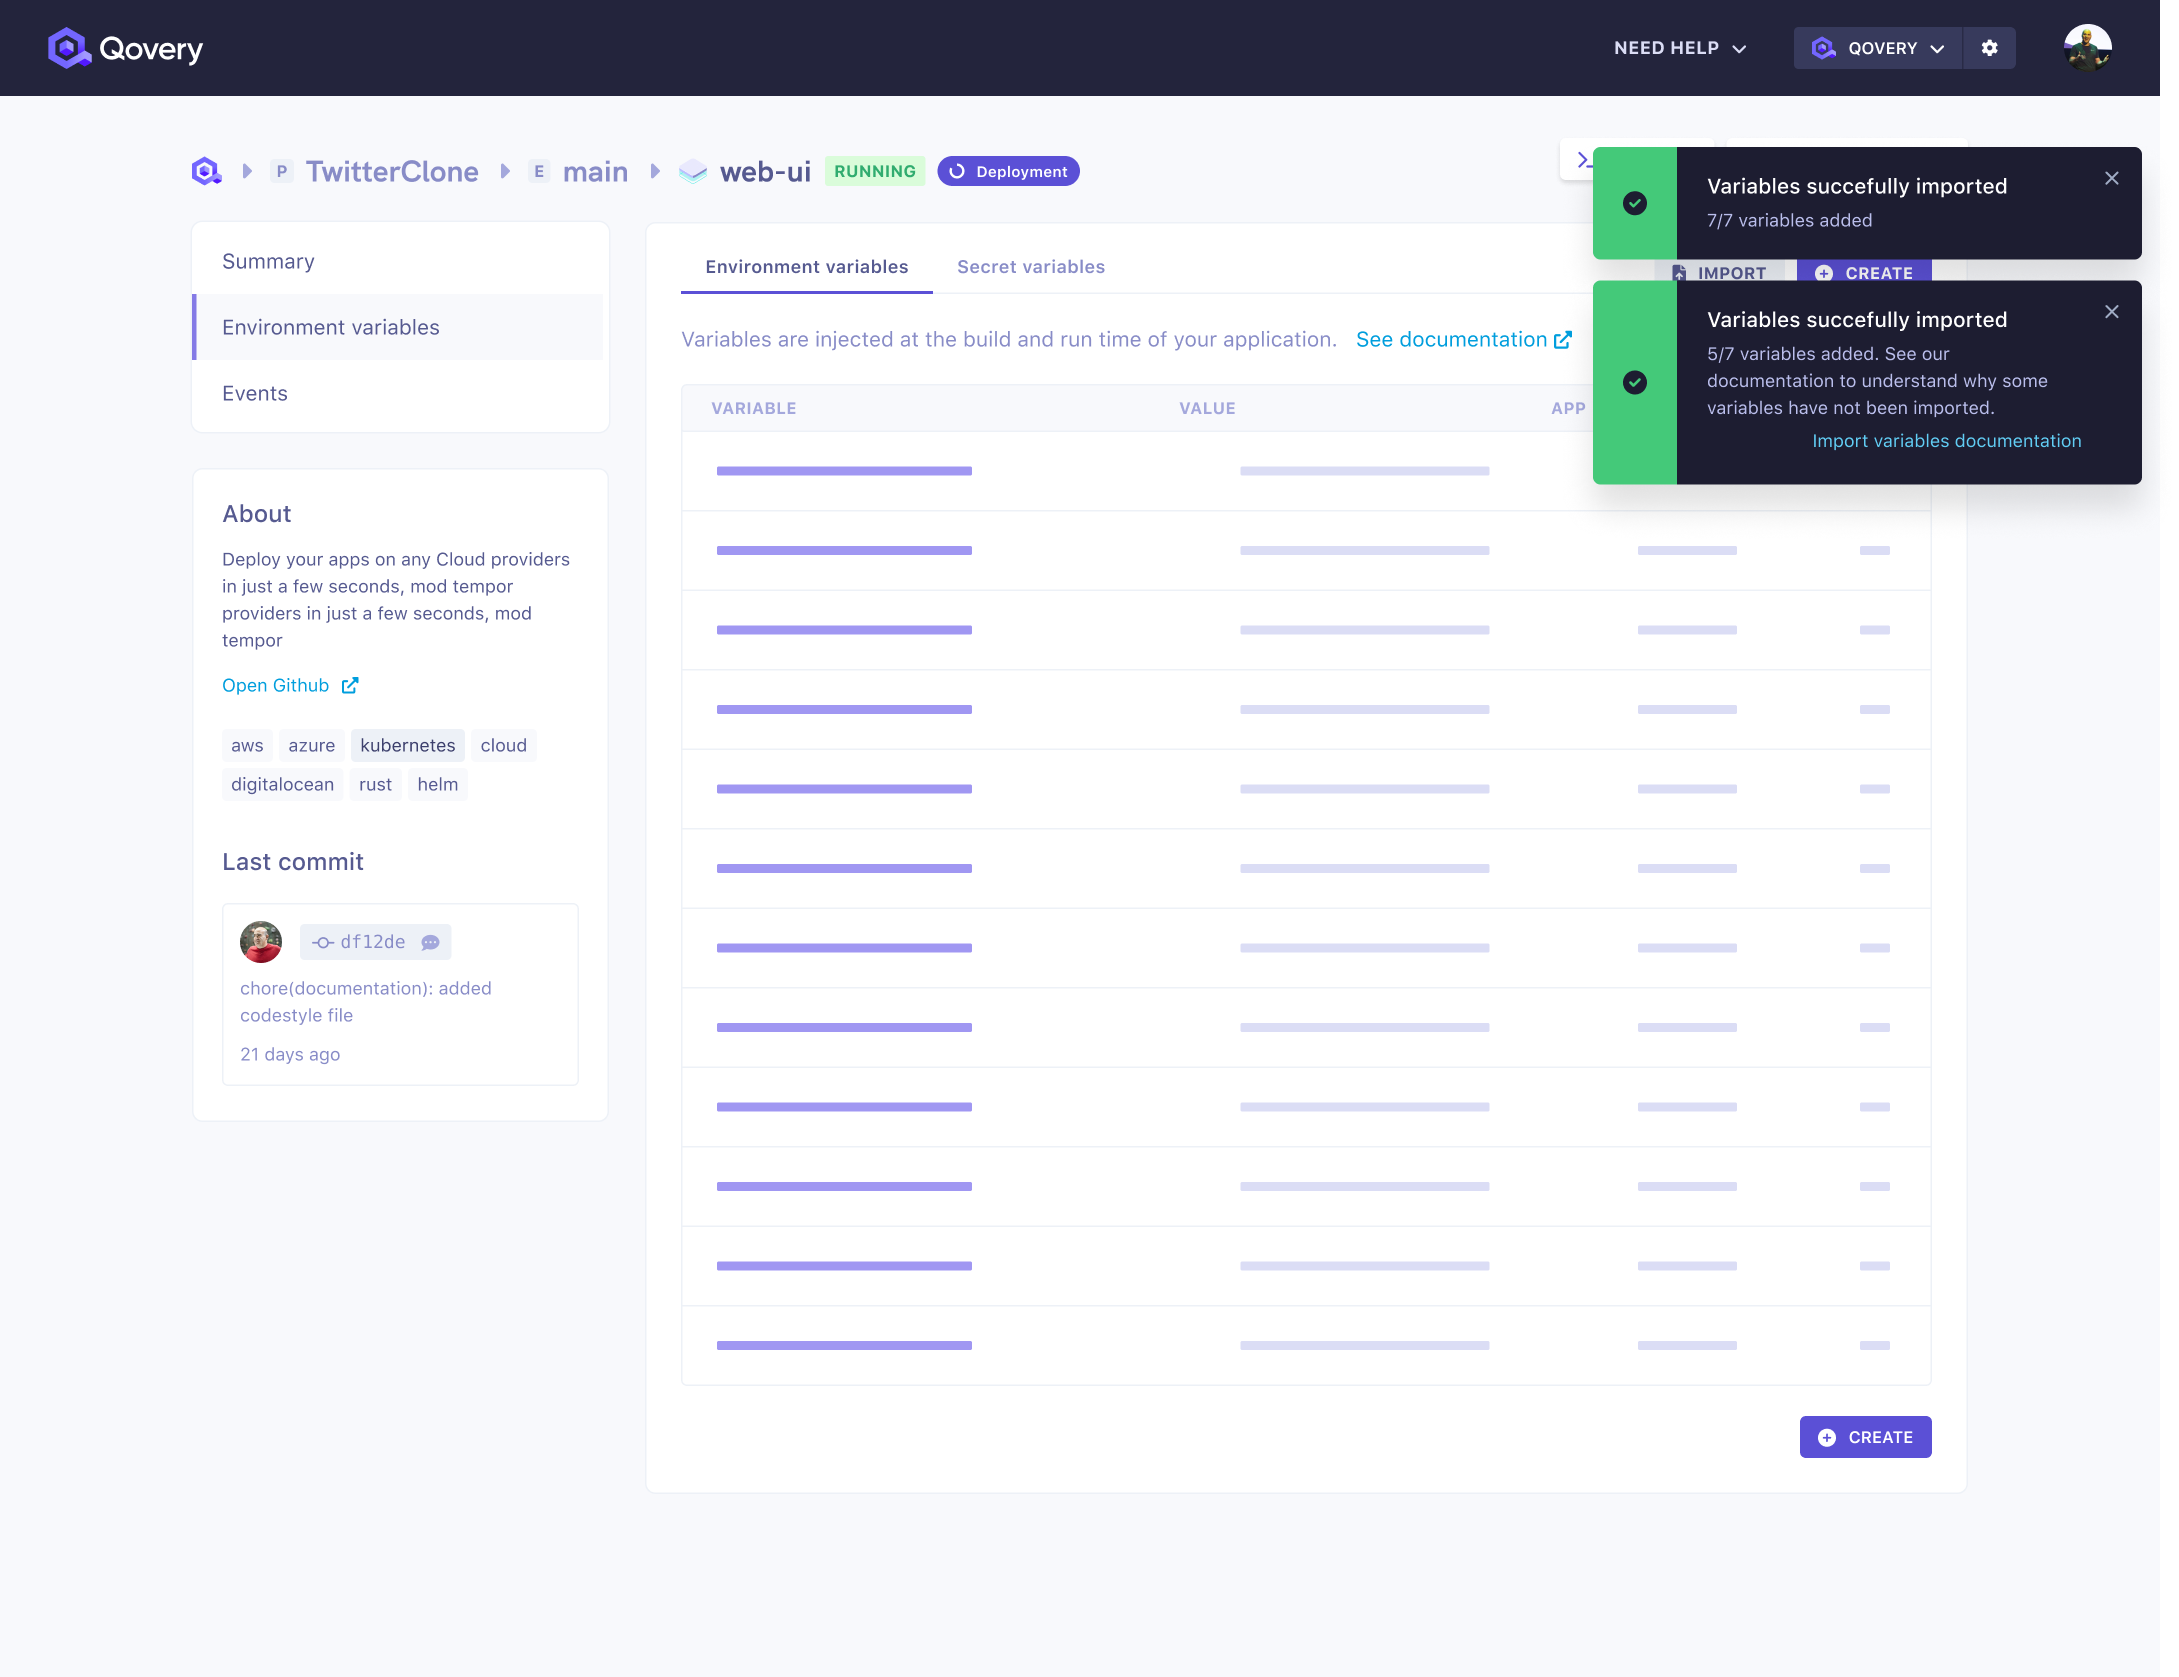 Qovery
NEED HELP
QOVERY
P TwitterClone
E main
web-ui
RUNNING
Deployment
Summary
Environment variables
Events
About
Deploy your apps on any Cloud providers
in just a few seconds, mod tempor
providers in just a few seconds, mod
tempor
Open Github
aws azure kubernetes cloud
digitalocean rust helm
Last commit
df12de
chore(documentation): added
codestyle file
21 days ago
Environment variables
Secret variables
IMPORT
CREATE
Variables are injected at the build and run time of your application. See documentation
VARIABLE VALUE APP
CREATE
Variables succefully imported
7/7 variables added
Variables succefully imported
5/7 variables added. See our
documentation to understand why some
variables have not been imported.
Import variables documentation